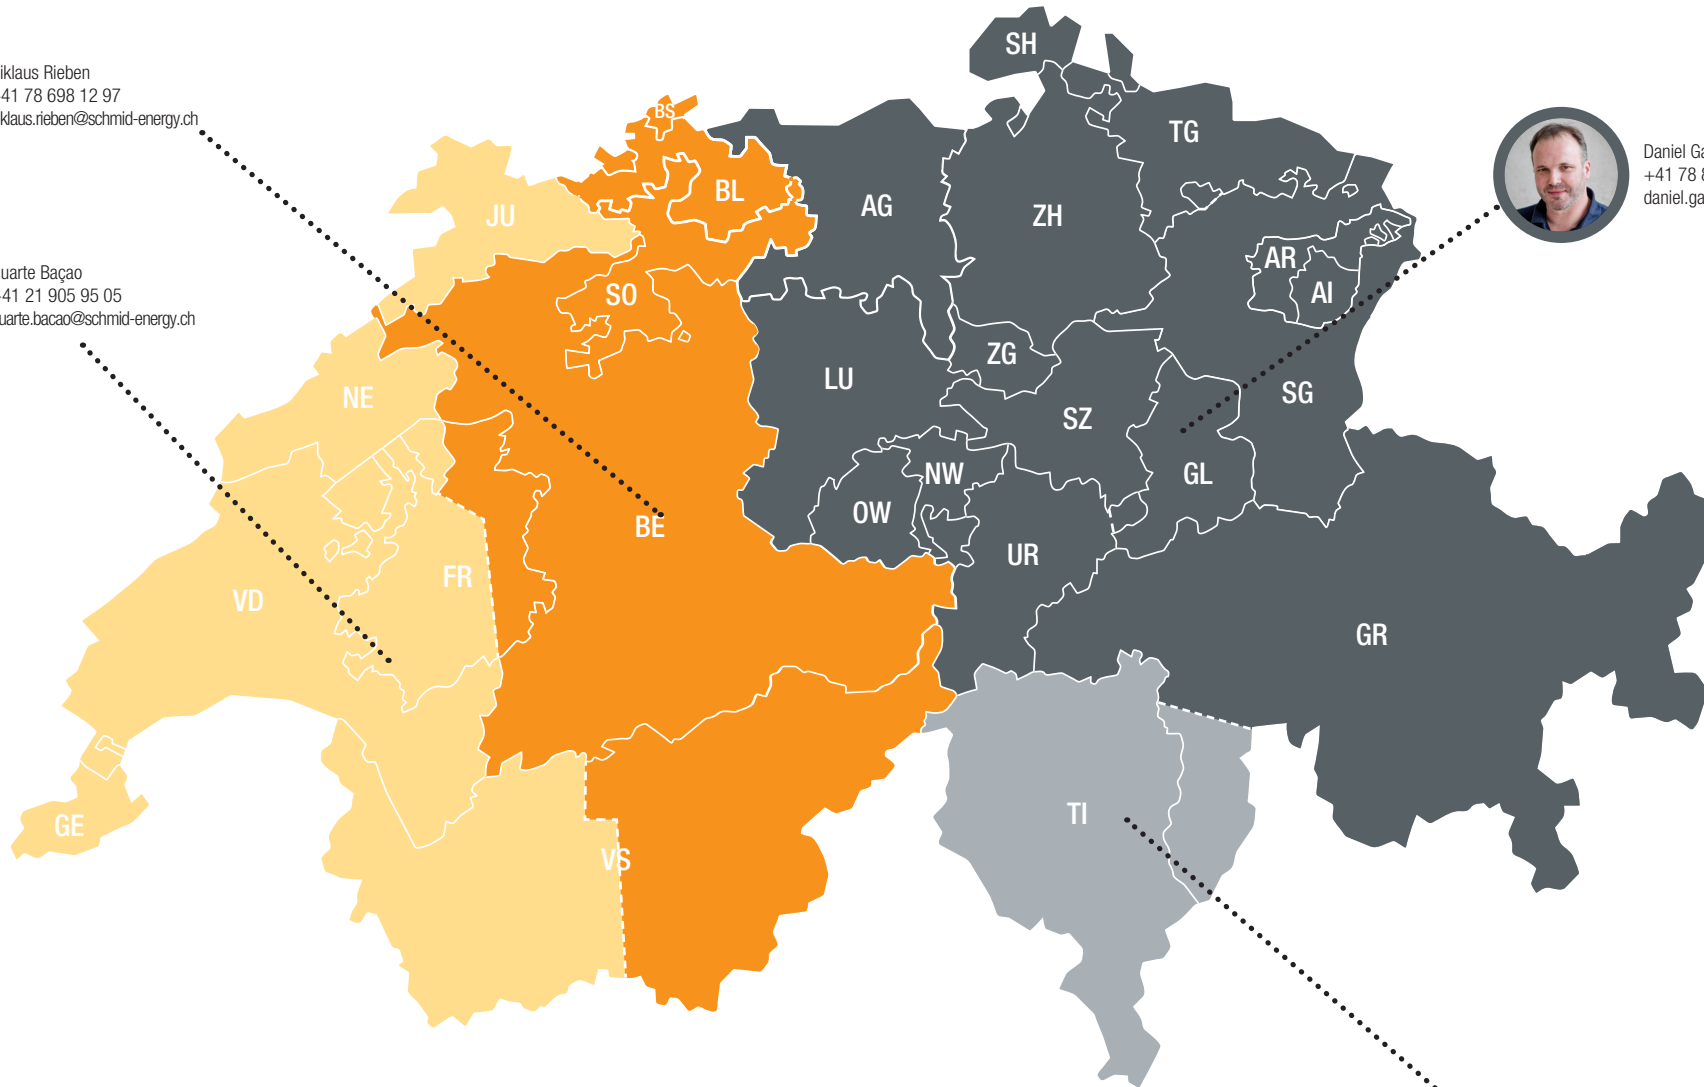 iklaus Rieben
41 78 698 12 97
klaus.rieben@schmid-energy.ch
uarte Baçao
41 21 905 95 05
uarte.bacao@schmid-energy.ch
Daniel Ga
+41 78 8
daniel.ga
SH
BS
TG
BL
AG
ZH
JU
AR
AI
SO
ZG
LU
NE
SG
SZ
NW
GL
OW
BE
UR
FR
VD
GR
TI
GE
VS